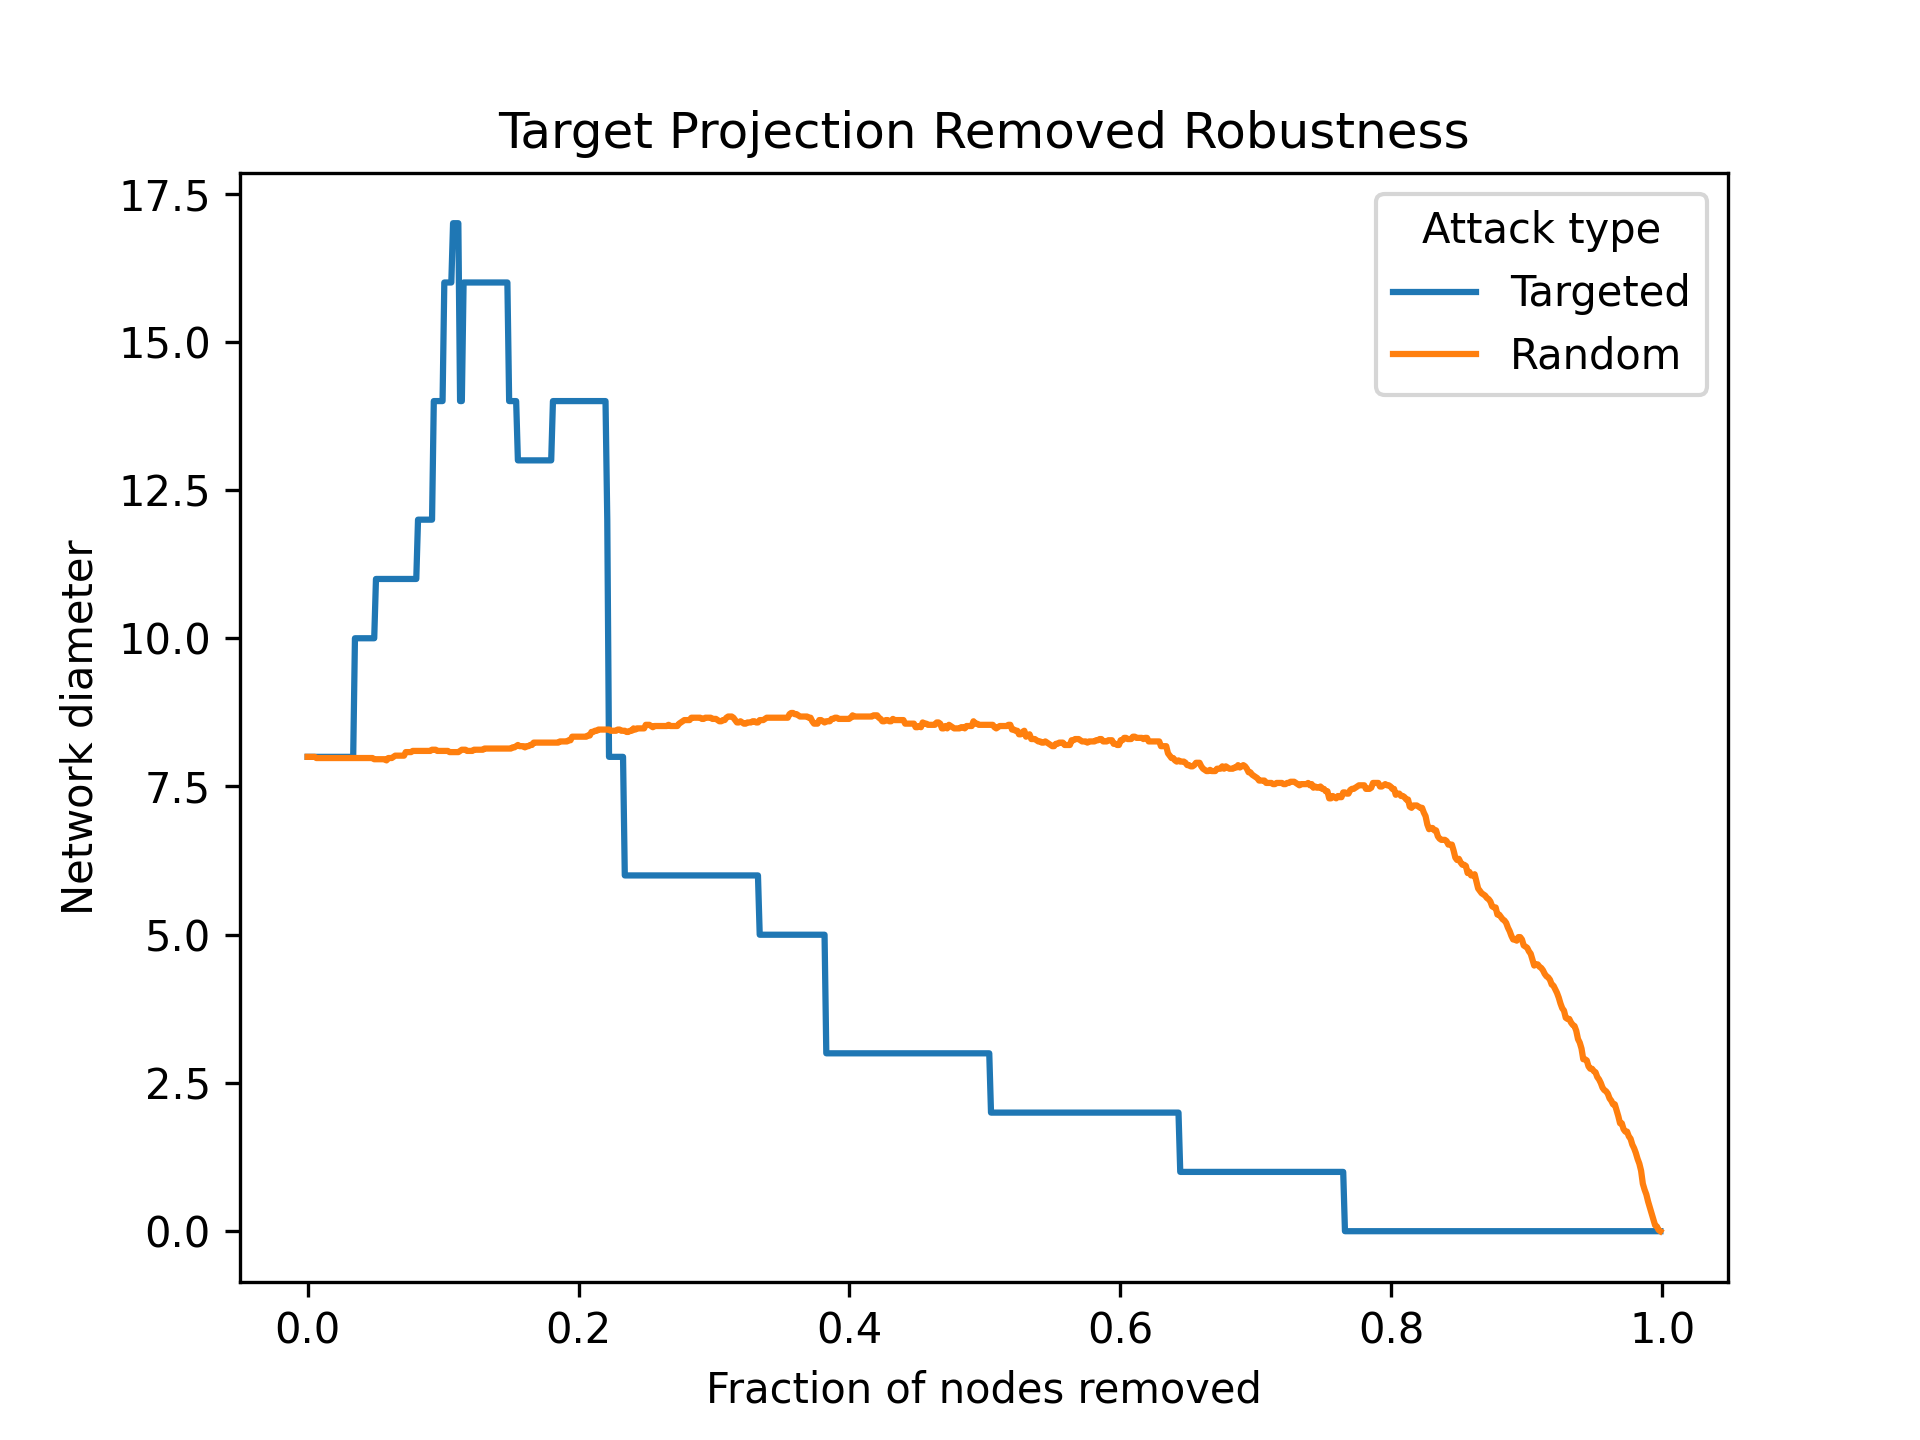 Target Projection Removed Robustness
17.5
15.0
12.5
10.0
7.5
5.0
2.5
0.0
Network diameter
Attack type
Targeted
Random
0.0 0.2 0.4 0.6 0.8 1.0
Fraction of nodes removed